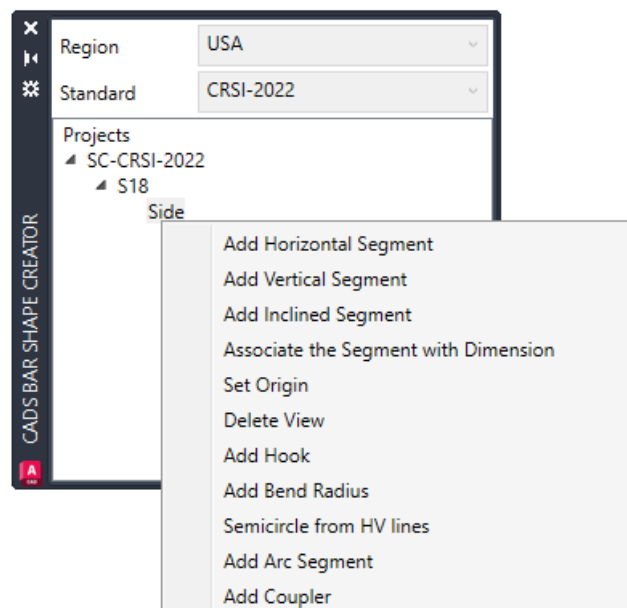 Region
USA
Standard
CRSI-2022
Projects
SC-CRSI-2022
S18
Side
Add Horizontal Segment
Add Vertical Segment
Add Inclined Segment
Associate the Segment with Dimension
Set Origin
Delete View
Add Hook
Add Bend Radius
Semicircle from HV lines
Add Arc Segment
Add Coupler
CADS BAR SHAPE CREATOR
A
CAD